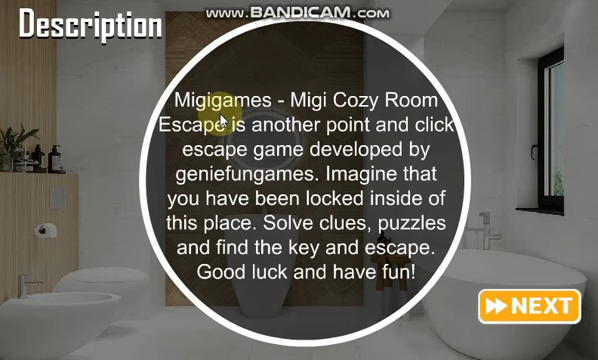 www.BANDICAM.com
Description
Migigames - Migi Cozy Room
Escape is another point and click
escape game developed by
geniefungames. Imagine that
you have been locked inside of
this place. Solve clues, puzzles
and find the key and escape.
Good luck and have fun!
NEXT